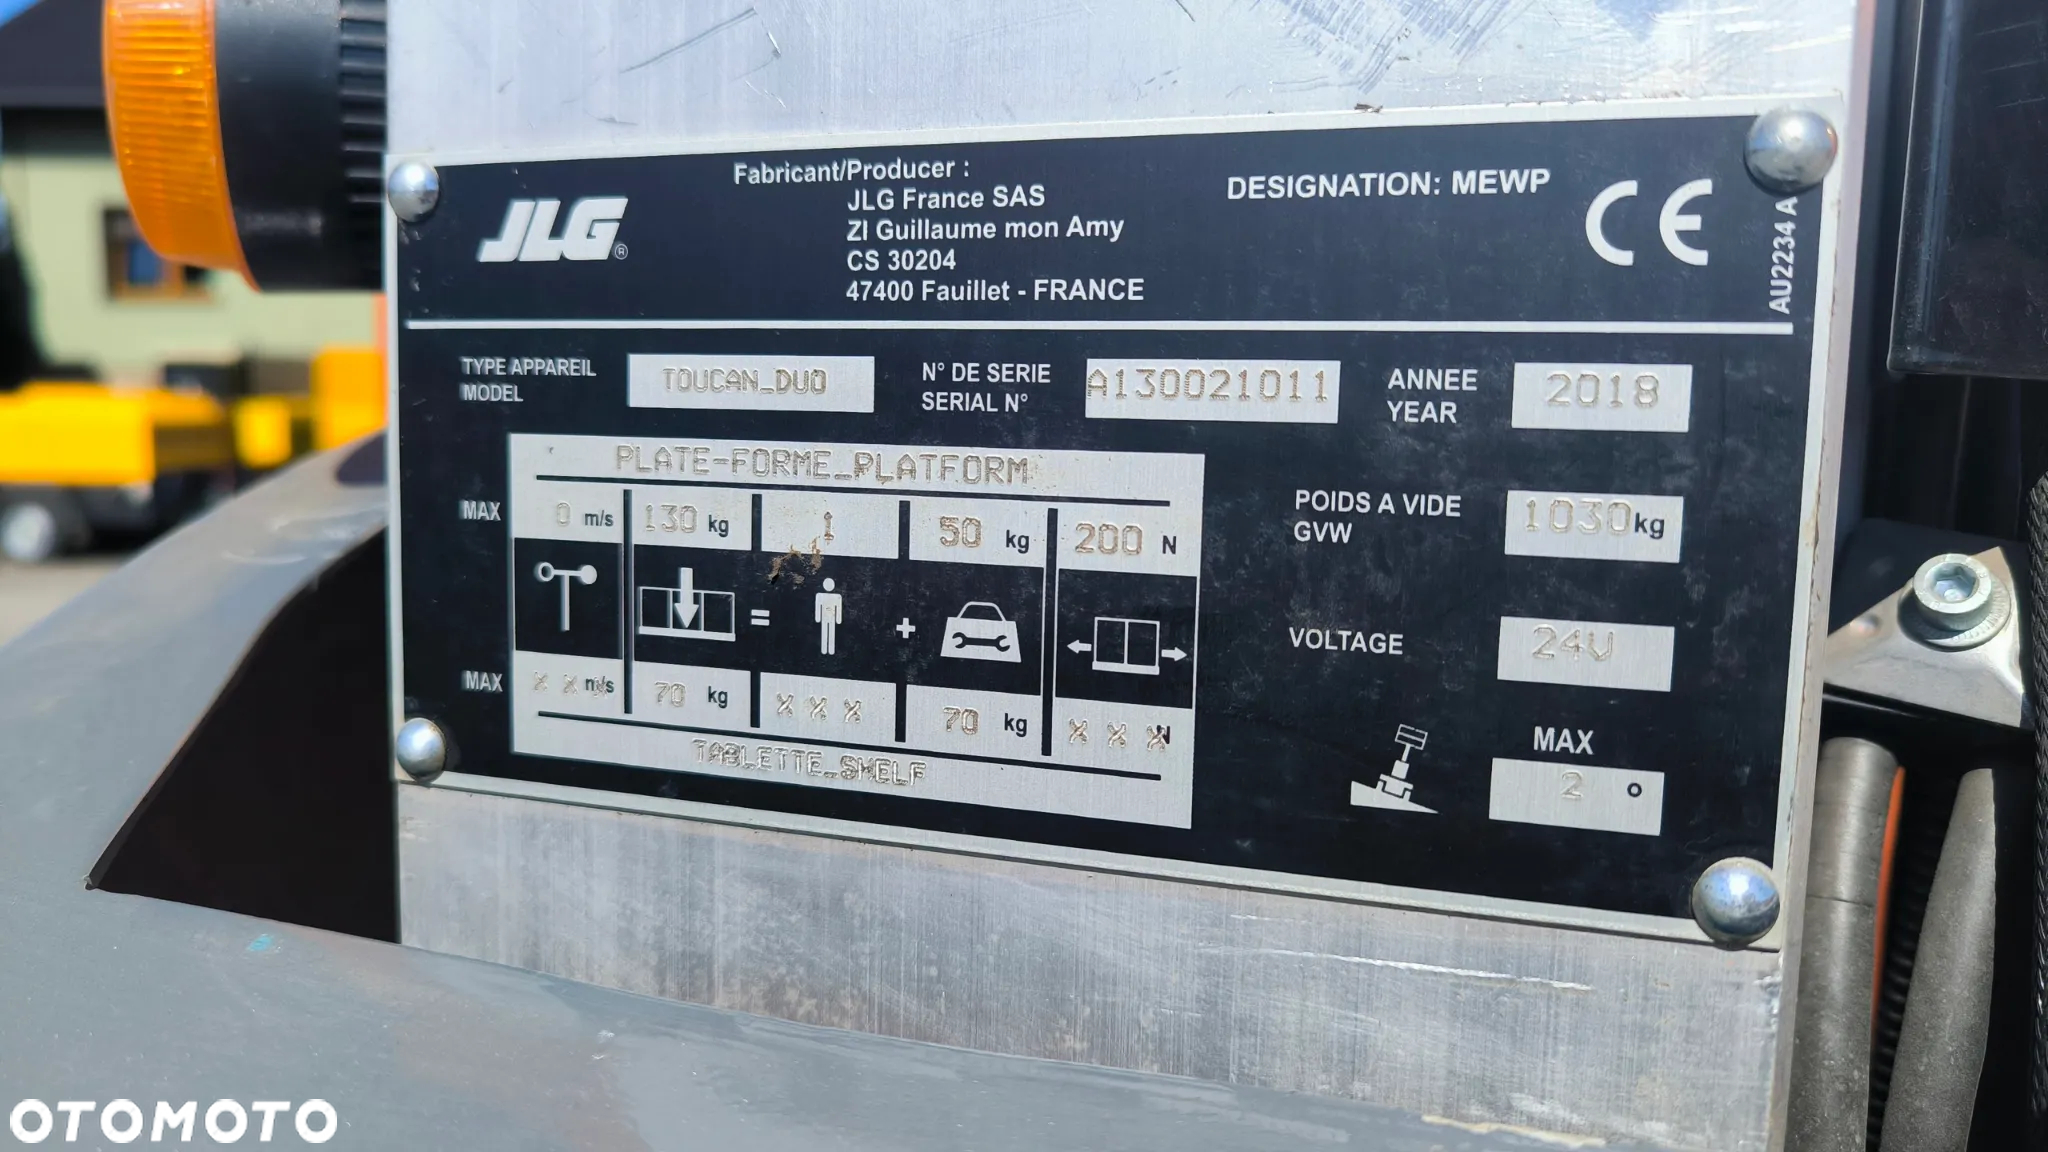 JLG®
Fabricant/Producer :
JLG France SAS
ZI Guillaume mon Amy
CS 30204
47400 Fauillet - FRANCE
DESIGNATION: MEWP
CE
AU2234 A
TYPE APPAREIL
MODEL
TOUCAN_DUO
N° DE SERIE
SERIAL N°
A130021011
ANNEE
YEAR
2018
PLATE-FORME_PLATFORM
MAX 0 m/s 130 kg 1 50 kg 200 N
= +
MAX X X X m/s 70 kg X X X 70 kg X X X N
TABLETTE_SHELF
POIDS A VIDE
GVW
1030 kg
VOLTAGE
24V
MAX
2 °
OTOMOTO